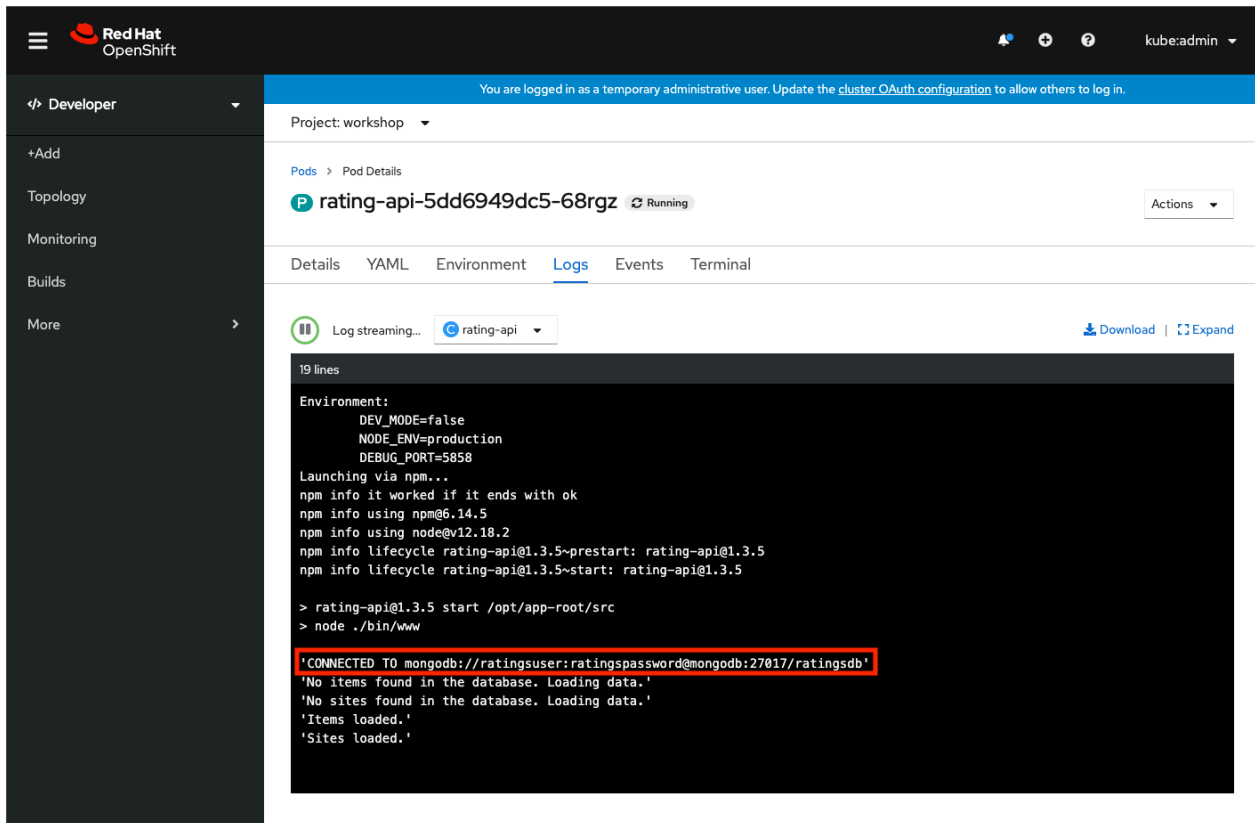 Red Hat
OpenShift
kube:admin
</> Developer
You are logged in as a temporary administrative user. Update the cluster OAuth configuration to allow others to log in.
Project: workshop
+Add
Topology
Monitoring
Builds
More
Pods > Pod Details
P rating-api-5dd6949dc5-68rgz Running
Actions
Details YAML Environment Logs Events Terminal
Log streaming... C rating-api
Download | Expand
19 lines
Environment:
DEV_MODE=false
NODE_ENV=production
DEBUG_PORT=5858
Launching via npm...
npm info it worked if it ends with ok
npm info using npm@6.14.5
npm info using node@v12.18.2
npm info lifecycle rating-api@1.3.5~prestart: rating-api@1.3.5
npm info lifecycle rating-api@1.3.5~start: rating-api@1.3.5
> rating-api@1.3.5 start /opt/app-root/src
> node ./bin/www
'CONNECTED TO mongodb://ratingsuser:ratingspassword@mongodb:27017/ratingsdb'
'No items found in the database. Loading data.'
'No sites found in the database. Loading data.'
'Items loaded.'
'Sites loaded.'